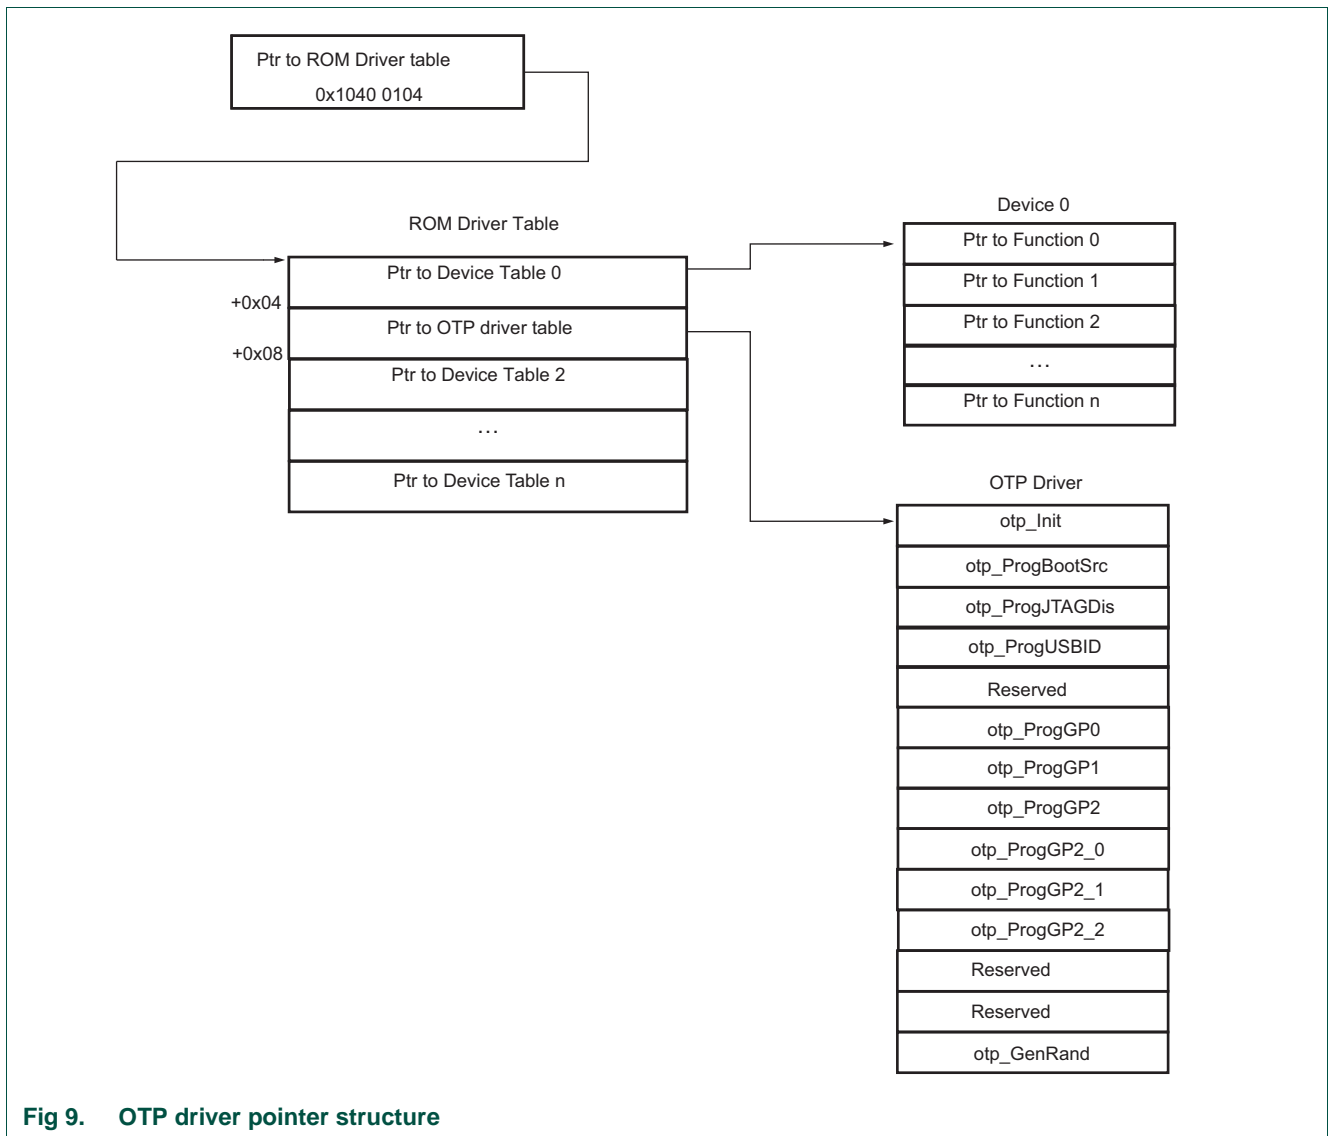 Ptr to ROM Driver table
0x1040 0104
ROM Driver Table
Ptr to Device Table 0
+0x04
Ptr to OTP driver table
+0x08
Ptr to Device Table 2
...
Ptr to Device Table n
Device 0
Ptr to Function 0
Ptr to Function 1
Ptr to Function 2
...
Ptr to Function n
OTP Driver
otp_Init
otp_ProgBootSrc
otp_ProgJTAGDis
otp_ProgUSBID
Reserved
otp_ProgGP0
otp_ProgGP1
otp_ProgGP2
otp_ProgGP2_0
otp_ProgGP2_1
otp_ProgGP2_2
Reserved
Reserved
otp_GenRand
Fig 9. OTP driver pointer structure